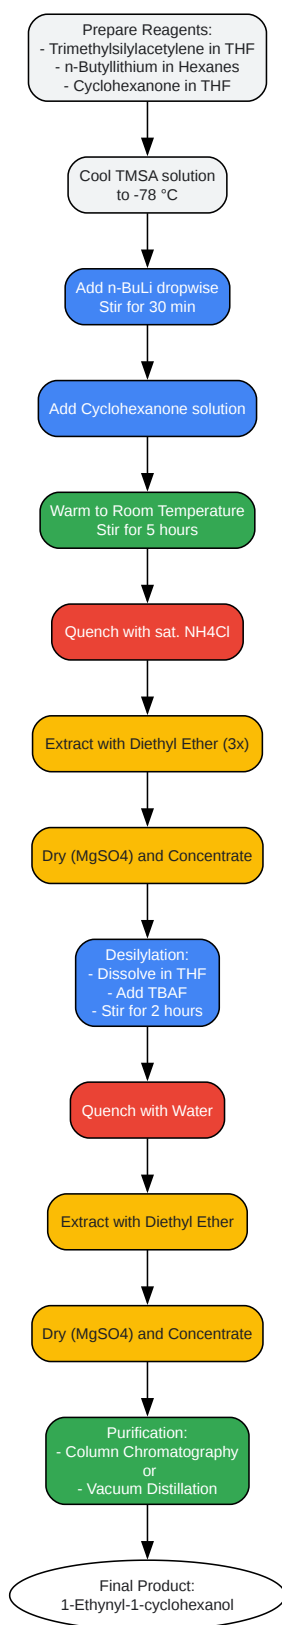 Prepare Reagents:
- Trimethylsilylacetylene in THF
- n-Butyllithium in Hexanes
- Cyclohexanone in THF
Cool TMSA solution
to -78 °C
Add n-BuLi dropwise
Stir for 30 min
Add Cyclohexanone solution
Warm to Room Temperature
Stir for 5 hours
Quench with sat. NH4Cl
Extract with Diethyl Ether (3x)
Dry (MgSO4) and Concentrate
Desilylation:
- Dissolve in THF
- Add TBAF
- Stir for 2 hours
Quench with Water
Extract with Diethyl Ether
Dry (MgSO4) and Concentrate
Purification:
- Column Chromatography
or
- Vacuum Distillation
Final Product:
1-Ethynyl-1-cyclohexanol